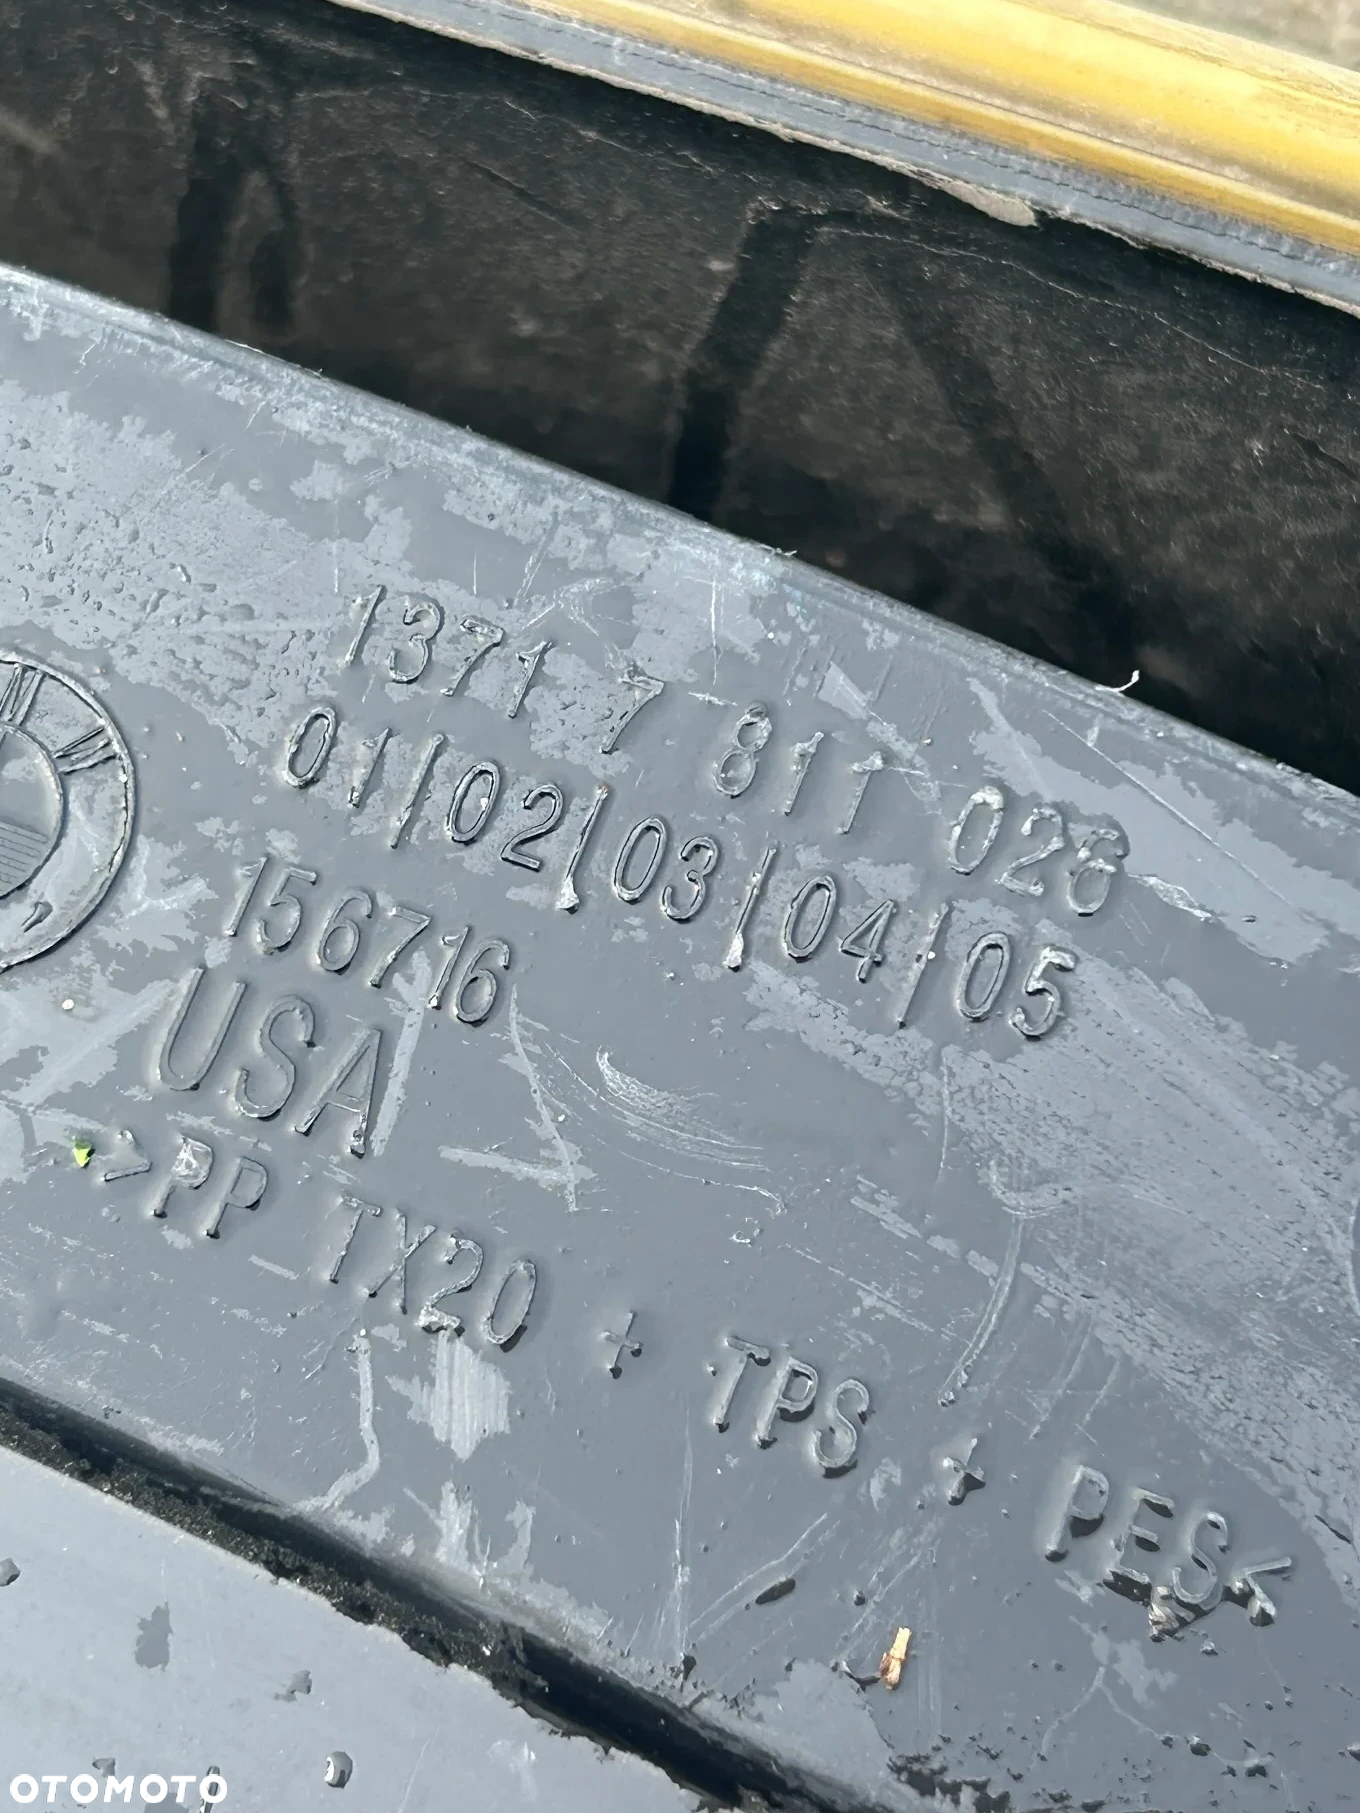 1371 7 811 026
01/02/03/04/05
156716
USA
>PP TX20 + TPS + PES<
OTOMOTO